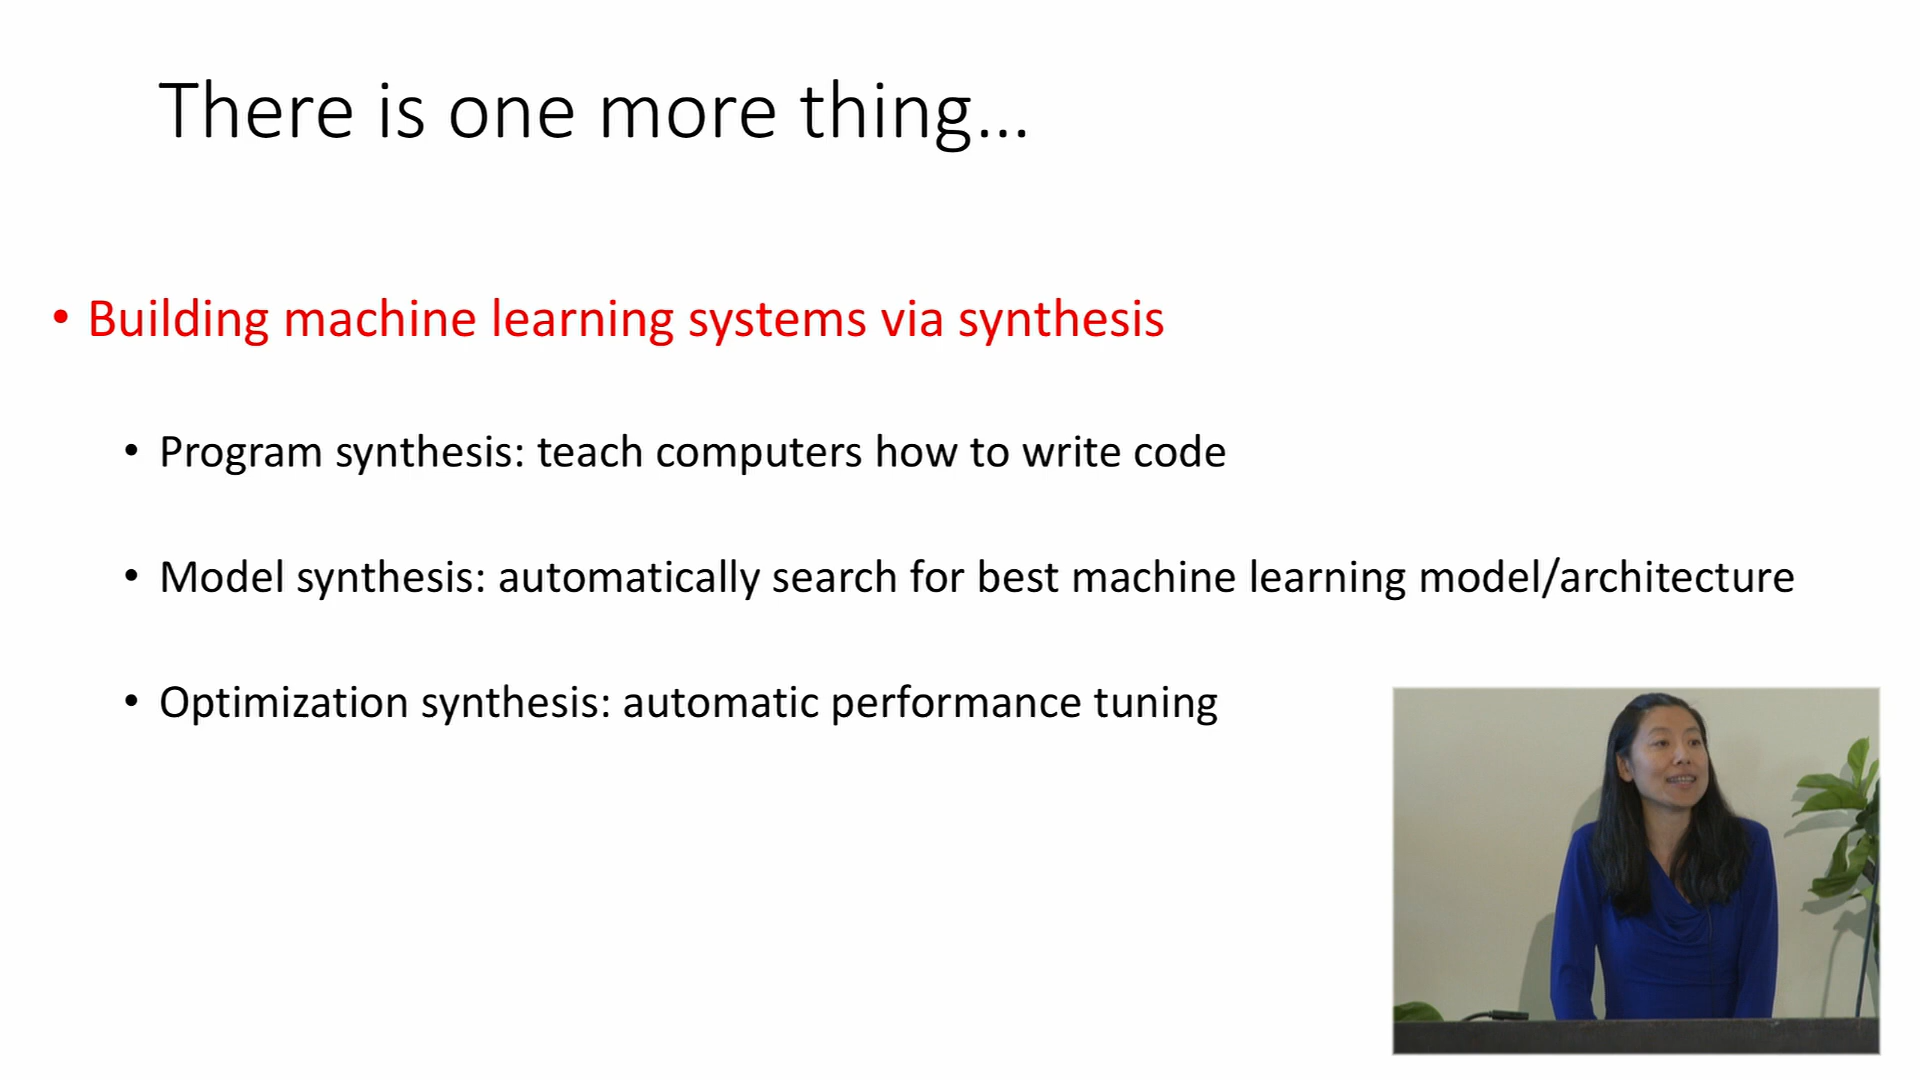 There is one more thing...
• Building machine learning systems via synthesis
• Program synthesis: teach computers how to write code
• Model synthesis: automatically search for best machine learning model/architecture
• Optimization synthesis: automatic performance tuning